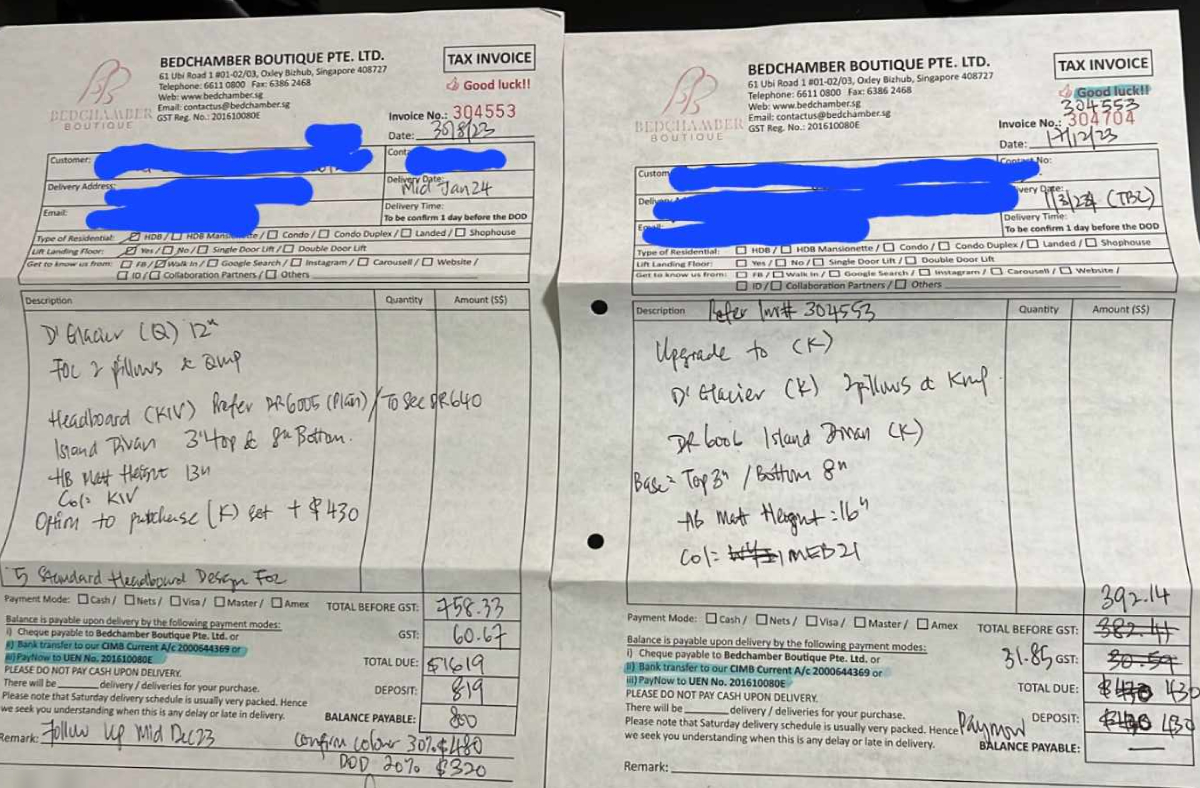 BEDCHAMBER BOUTIQUE PTE. LTD.
61 Ubi Road 1 #01-02/03, Oxley Bizhub, Singapore 408727
Telephone: 6611 0800 Fax: 6386 2468
Web: www.bedchamber.sg
Email: contactus@bedchamber.sg
GST Reg. No.: 201610080E
BEDCHAMBER
BOUTIQUE
TAX INVOICE
Good luck!!
Invoice No.: 304553
Date: 30/8/23
Customer:
Delivery Address:
Delivery Date:
Mid Jan 24
Delivery Time:
To be confirm 1 day before the DOD
Email:
Type of Residential: HDB / HDB Mansionette / Condo / Condo Duplex / Landed / Shophouse
Lift Landing Floor: Yes / No / Single Door Lift / Double Door Lift
Get to know us from: FB / Walk In / Google Search / Instagram / Carousell / Website /
ID / Collaboration Partners / Others
Description Quantity Amount (S$)
D'Glacier (Q) 12"
FOC 2 pillows & Qmp
Headboard (KIV) Prefer DR6005 (Plan) / To see DR640
Island Divan 3" top & 8" Bottom.
HB Matt Height 13"
Col= KIV
Option to purchase (K) set + $430
5 Standard Headboard Design FOC
Payment Mode: Cash / Nets / Visa / Master / Amex
TOTAL BEFORE GST: 758.33
Balance is payable upon delivery by the following payment modes:
i) Cheque payable to Bedchamber Boutique Pte. Ltd. or
ii) Bank transfer to our CIMB Current A/c 2000644369 or
iii) PayNow to UEN No. 201610080E
PLEASE DO NOT PAY CASH UPON DELIVERY.
There will be ______ delivery / deliveries for your purchase.
Please note that Saturday delivery schedule is usually very packed. Hence
we seek you understanding when this is any delay or late in delivery.
GST: 60.67
TOTAL DUE: $1619
DEPOSIT: 819
BALANCE PAYABLE: 800
Remark: Follow Up Mid Dec 23
Confirm colour 30% $480
DOD 20% $320
BEDCHAMBER BOUTIQUE PTE. LTD.
61 Ubi Road 1 #01-02/03, Oxley Bizhub, Singapore 408727
Telephone: 6611 0800 Fax: 6386 2468
Web: www.bedchamber.sg
Email: contactus@bedchamber.sg
GST Reg. No.: 201610080E
BEDCHAMBER
BOUTIQUE
TAX INVOICE
Good luck!!
304553
Invoice No.: 304704
Date: 17/12/23
Custom
Contact No:
Deliv
ivery Date:
(TBC)
Delivery Time:
To be confirm 1 day before the DOD
Type of Residential: HDB / HDB Mansionette / Condo / Condo Duplex / Landed / Shophouse
Lift Landing Floor: Yes / No / Single Door Lift / Double Door Lift
Get to know us from: FB / Walk In / Google Search / Instagram / Carousell / Website /
ID / Collaboration Partners / Others
Description Refer Inv# 304553 Quantity Amount (S$)
Upgrade to (K)
D'Glacier (K) 2 pillows & Kmp
DR6006 Island Divan (K)
Base= Top 3" / Bottom 8"
HB Matt Height = 16"
Col= MEB21
392.14
Payment Mode: Cash / Nets / Visa / Master / Amex
TOTAL BEFORE GST: 382.41
Balance is payable upon delivery by the following payment modes:
i) Cheque payable to Bedchamber Boutique Pte. Ltd. or
ii) Bank transfer to our CIMB Current A/c 2000644369 or
iii) PayNow to UEN No. 201610080E
PLEASE DO NOT PAY CASH UPON DELIVERY.
There will be ______ delivery / deliveries for your purchase.
Please note that Saturday delivery schedule is usually very packed. Hence
we seek you understanding when this is any delay or late in delivery.
31.85 GST: 30.59
TOTAL DUE: 430
Paynow DEPOSIT: 430
BALANCE PAYABLE: —
Remark: